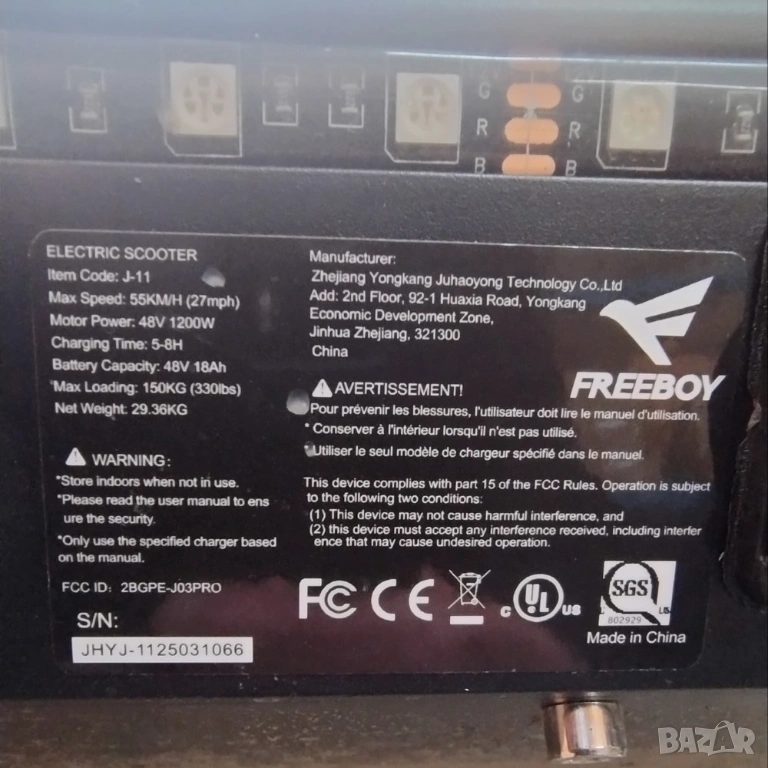 G G
R R
B B
ELECTRIC SCOOTER
Item Code: J-11
Max Speed: 55KM/H (27mph)
Motor Power: 48V 1200W
Charging Time: 5-8H
Battery Capacity: 48V 18Ah
Max Loading: 150KG (330lbs)
Net Weight: 29.36KG
WARNING:
*Store indoors when not in use.
*Please read the user manual to ens
ure the security.
*Only use the specified charger based
on the manual.
FCC ID: 2BGPE-J03PRO
S/N:
JHYJ-1125031066
Manufacturer:
Zhejiang Yongkang Juhaoyong Technology Co.,Ltd
Add: 2nd Floor, 92-1 Huaxia Road, Yongkang
Economic Development Zone,
Jinhua Zhejiang, 321300
China
FREEBOY
AVERTISSEMENT!
Pour prévenir les blessures, l'utilisateur doit lire le manuel d'utilisation.
* Conserver à l'intérieur lorsqu'il n'est pas utilisé.
*Utiliser le seul modèle de chargeur spécifié dans le manuel.
This device complies with part 15 of the FCC Rules. Operation is subject
to the following two conditions:
(1) This device may not cause harmful interference, and
(2) this device must accept any interference received, including interfer
ence that may cause undesired operation.
FC CE c UL us SGS
802929
Made in China
BAZAR